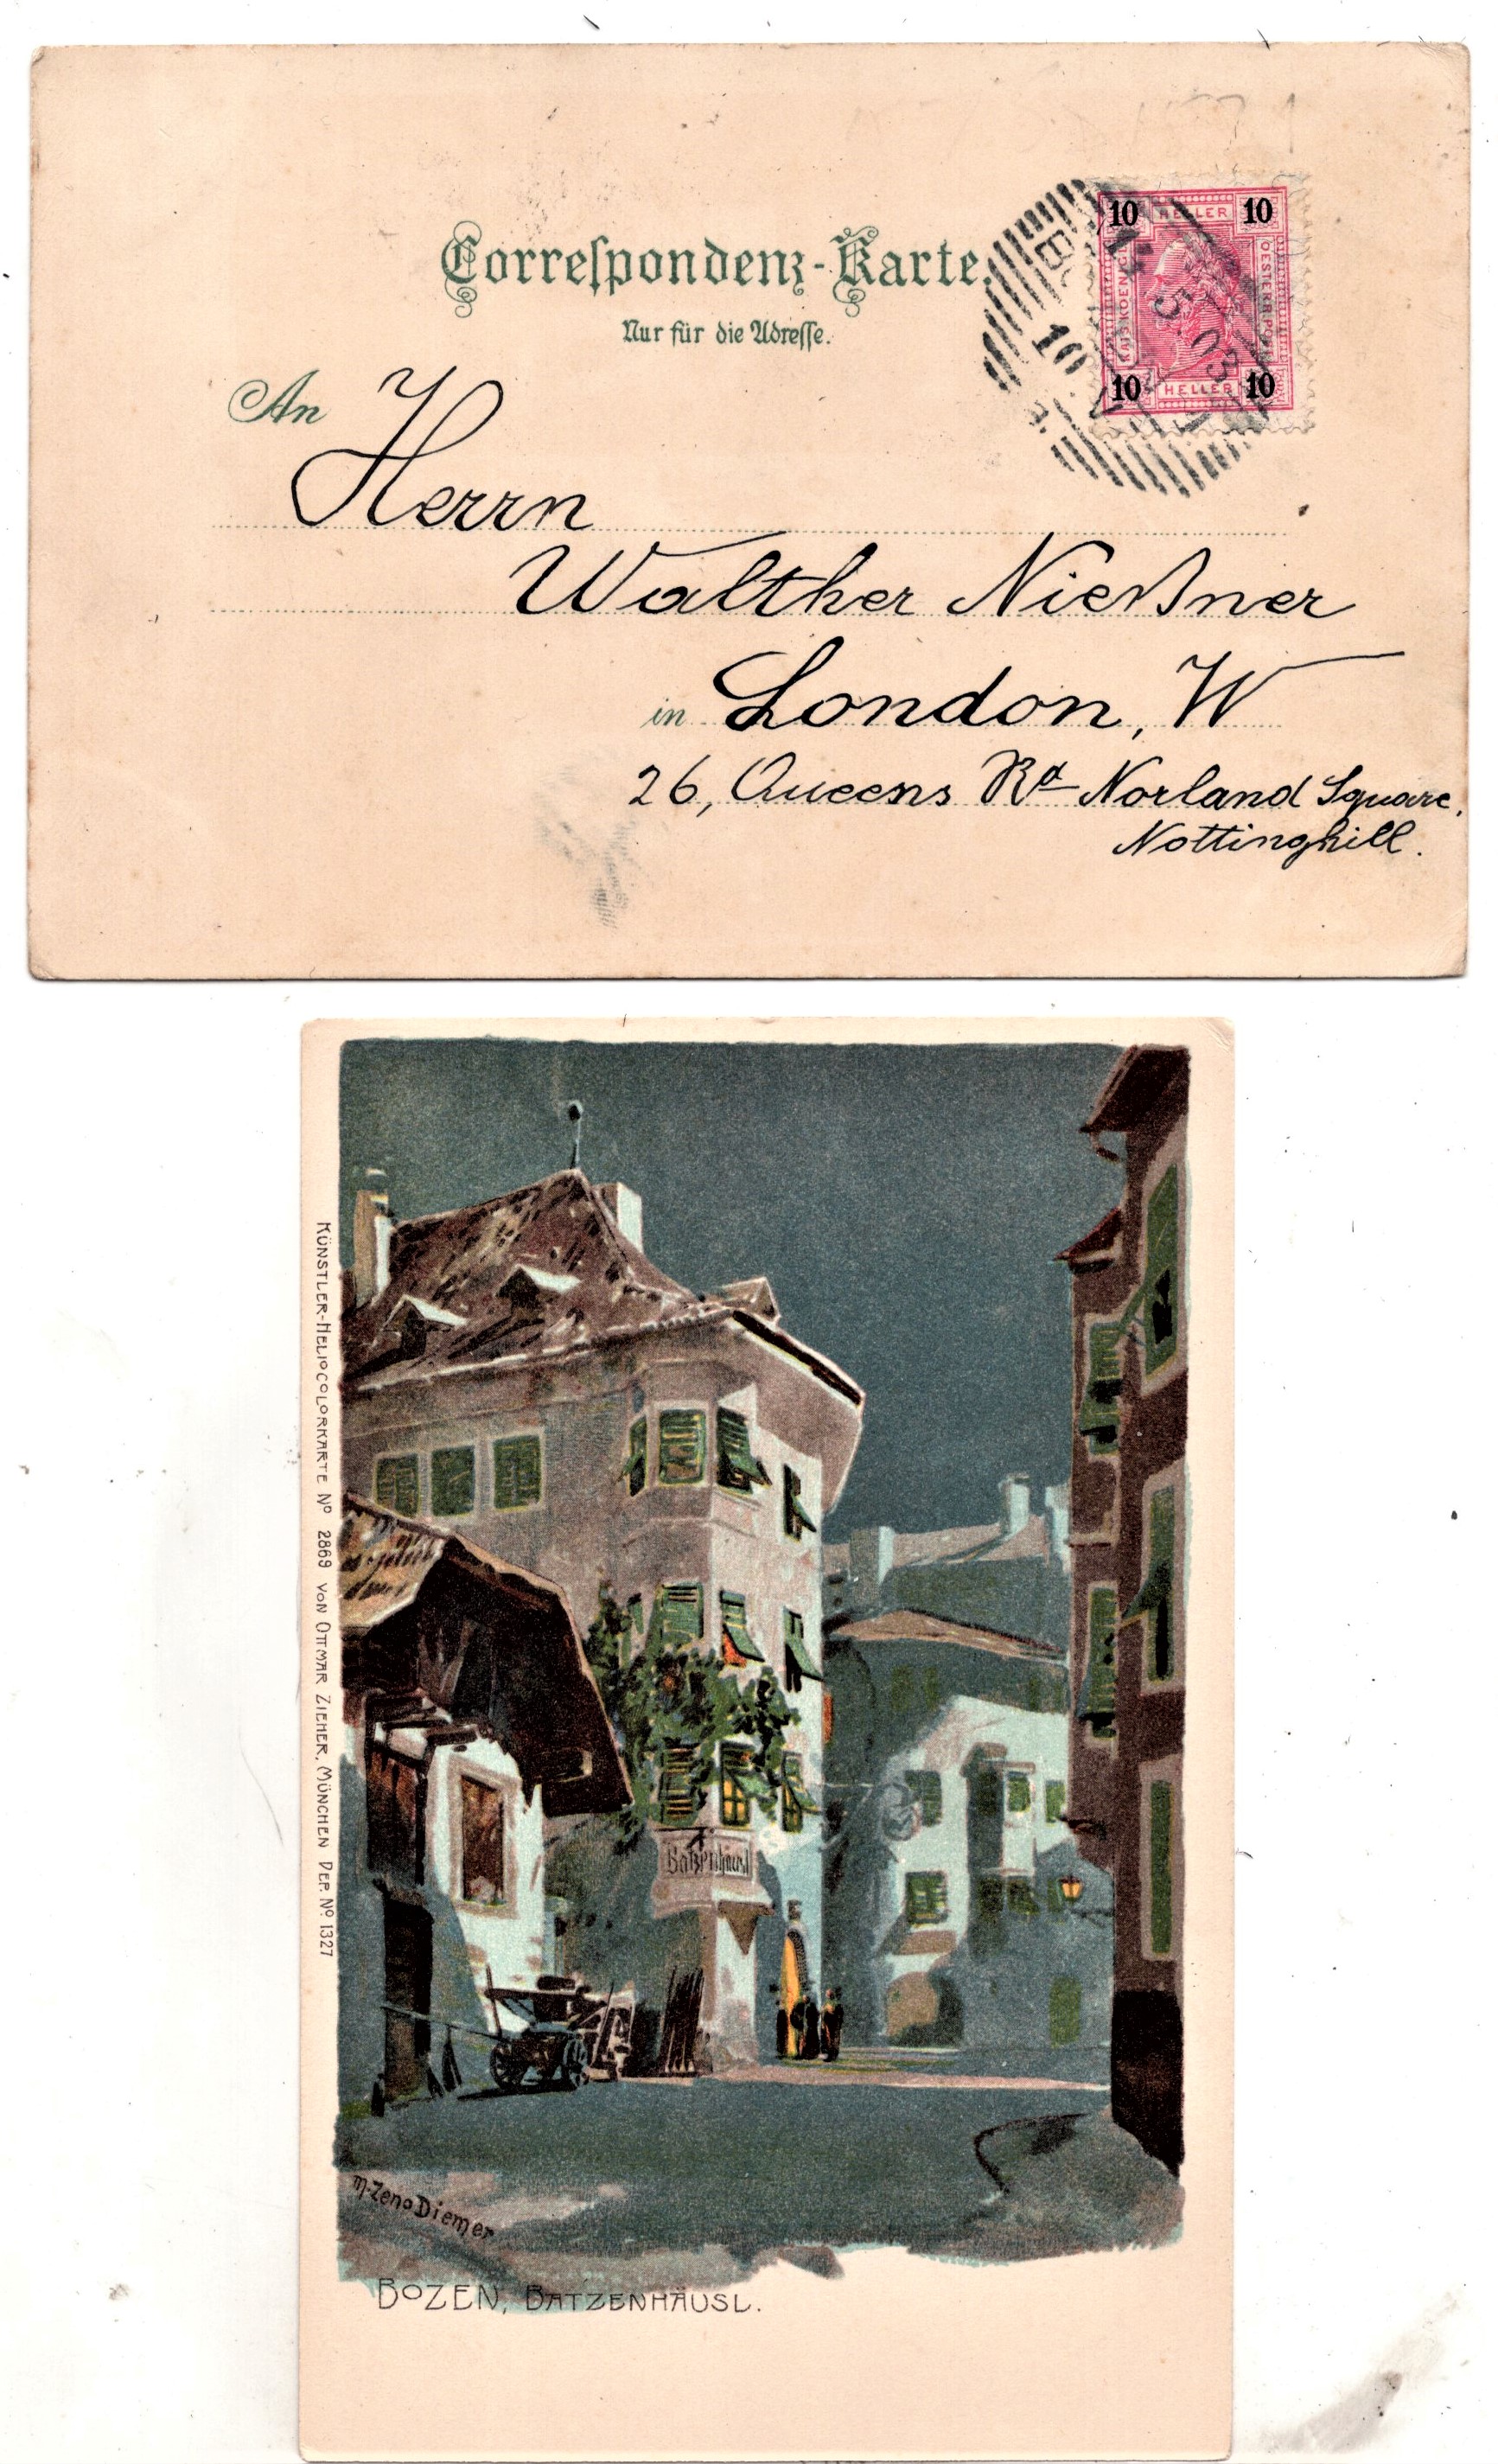 Correspondenz-Karte.
Nur für die Adresse.
10 HELLER 10
KAIS.KOENIGL.
OESTERR.POST
10 HELLER 10
14
5.03
10
An
Herrn
Walther Nießner
in London, W
26, Queens Rd Norland Square,
Nottinghill.
KÜNSTLER-HELIOCOLORKARTE No 2869 VON OTTMAR ZIEHER, MÜNCHEN DEP. No 1327
Batzenhäusl
M. Zeno Diemer
BOZEN, BATZENHÄUSL.